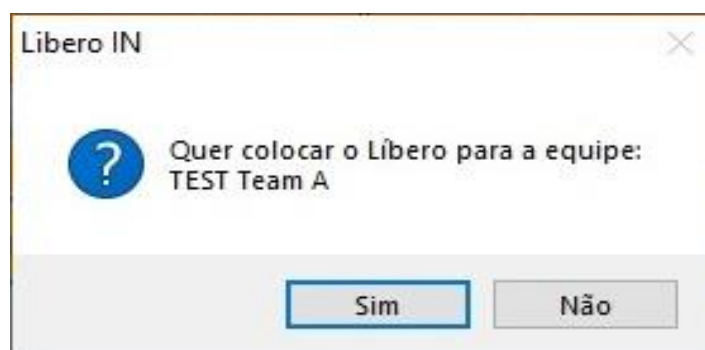 Libero IN
Quer colocar o Líbero para a equipe:
TEST Team A
Sim
Não